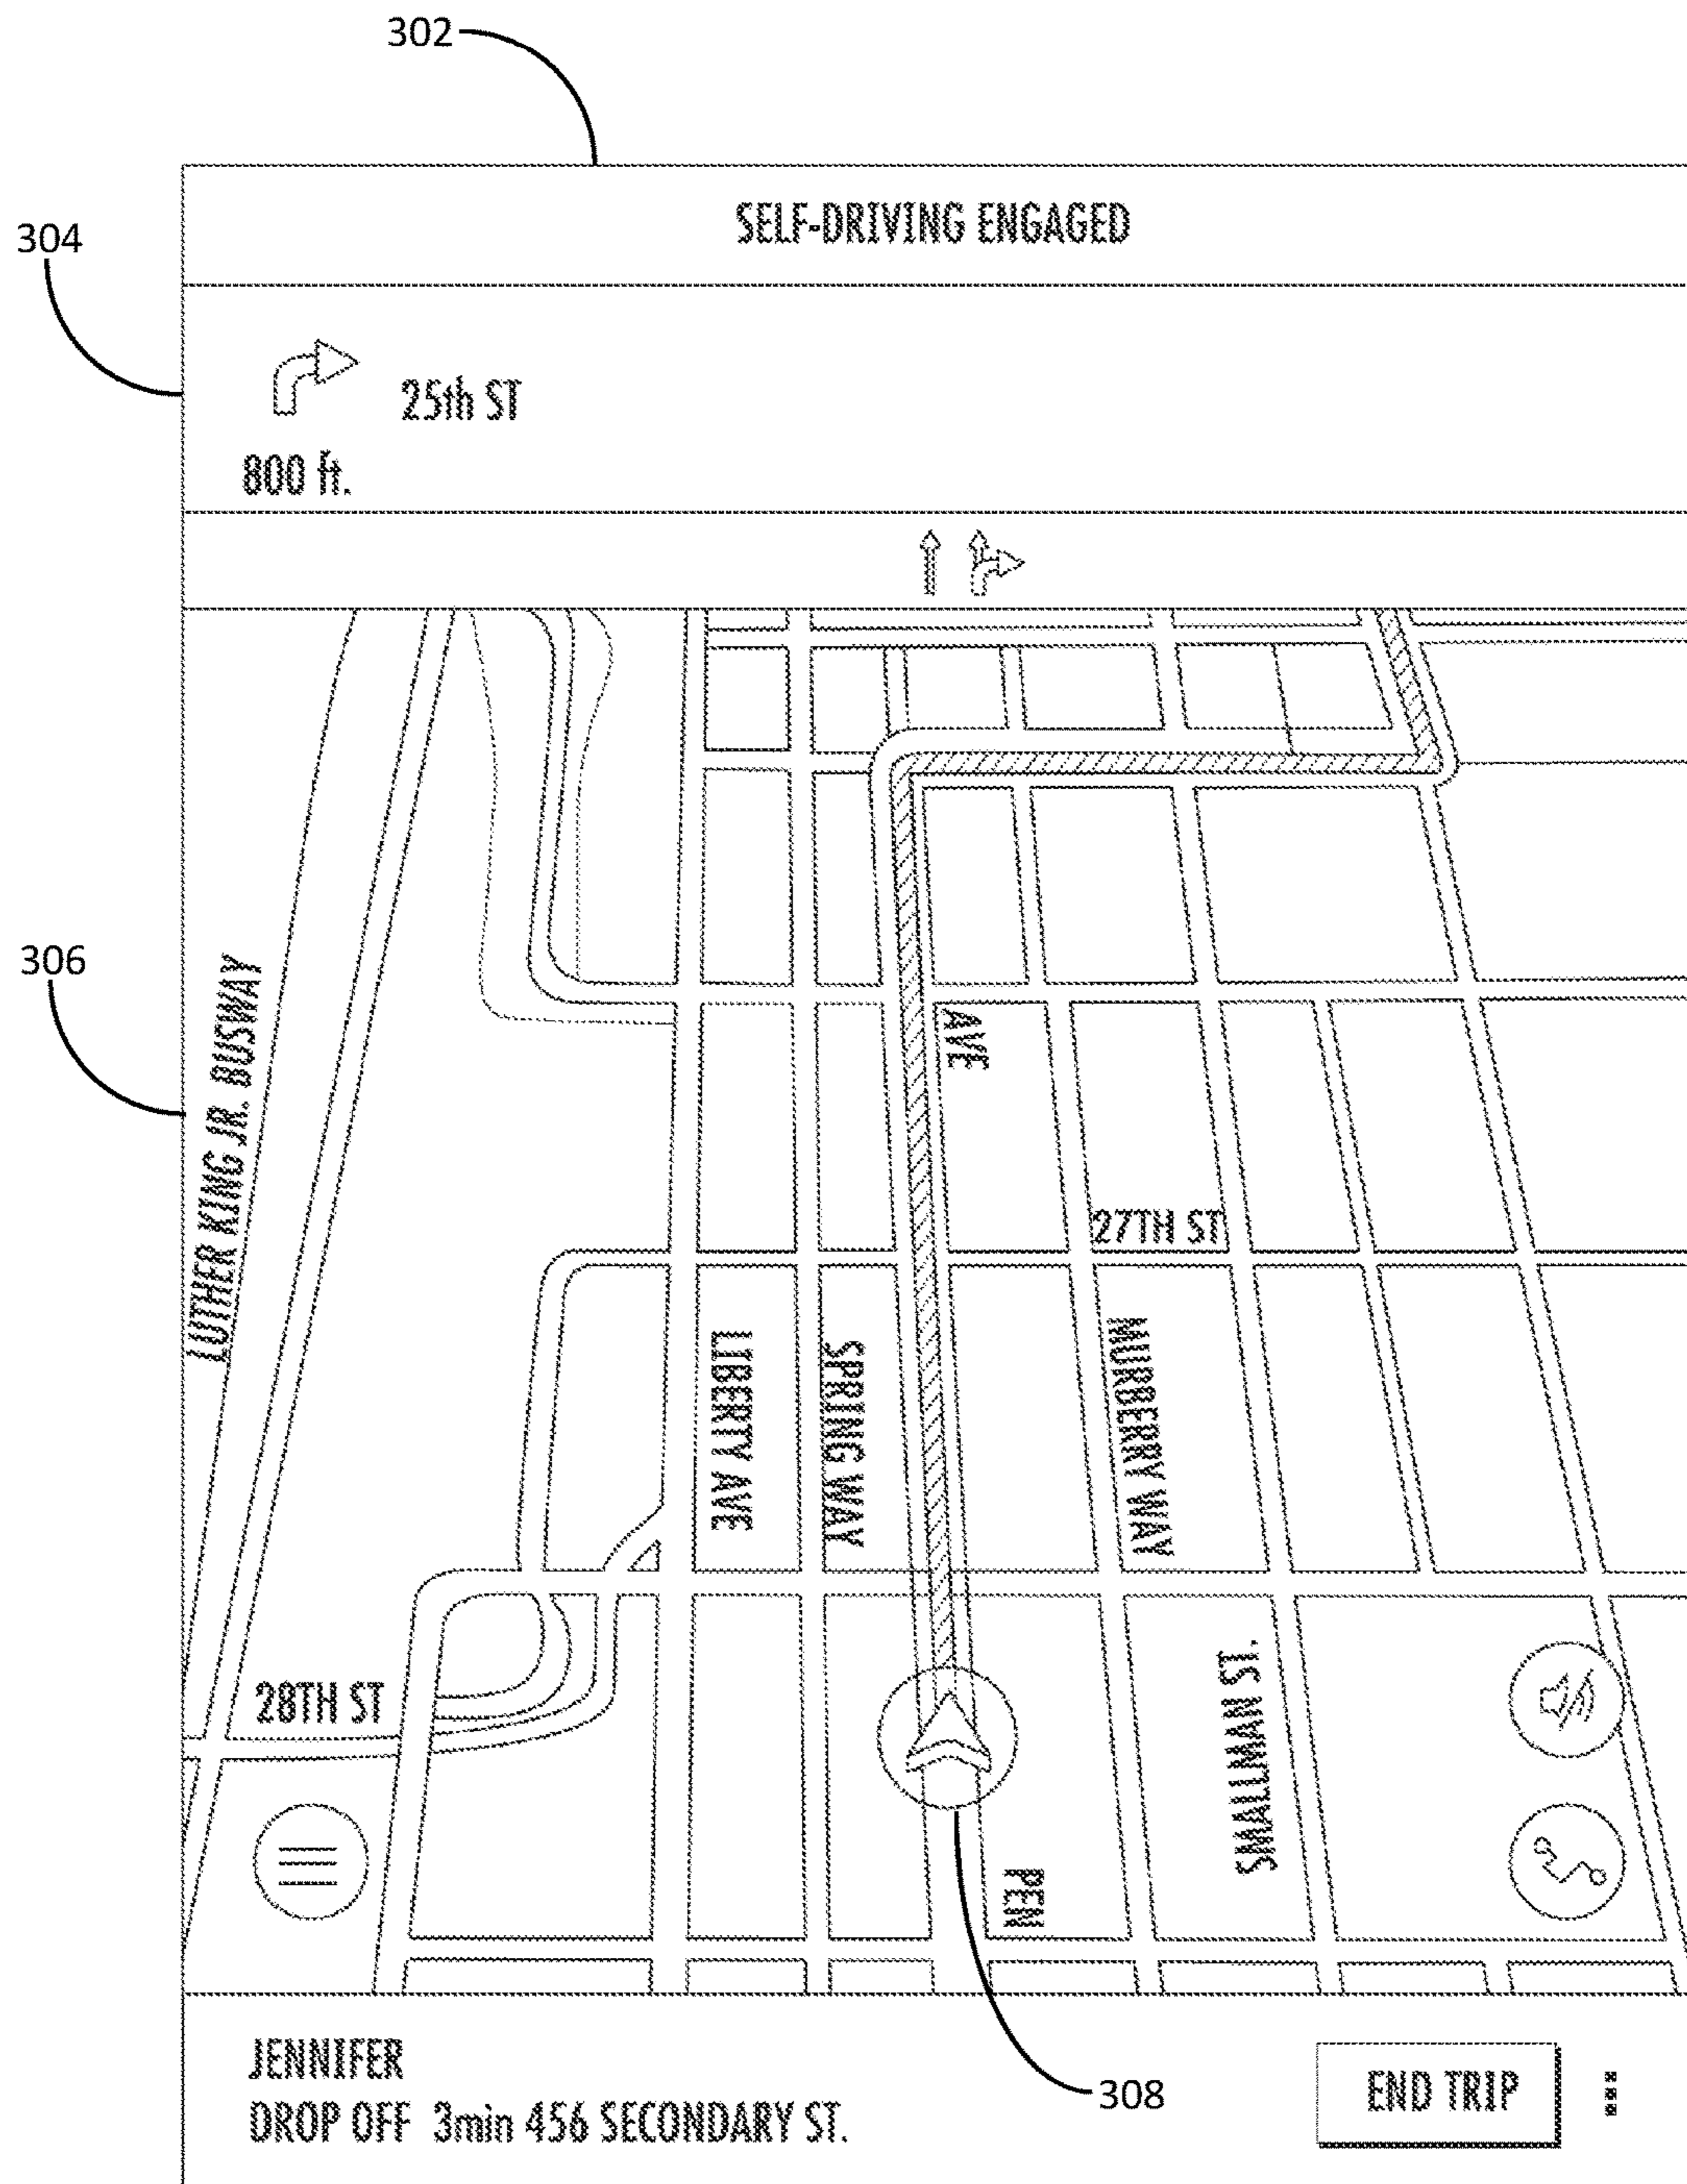 302
SELF-DRIVING ENGAGED
304
25th ST
800 ft.
306
LUTHER KING JR. BUSWAY
AVE
27TH ST
LIBERTY AVE
SPRING WAY
MURBERRY WAY
28TH ST
SMALLMAN ST.
PEN
JENNIFER
DROP OFF 3min 456 SECONDARY ST.
308
END TRIP